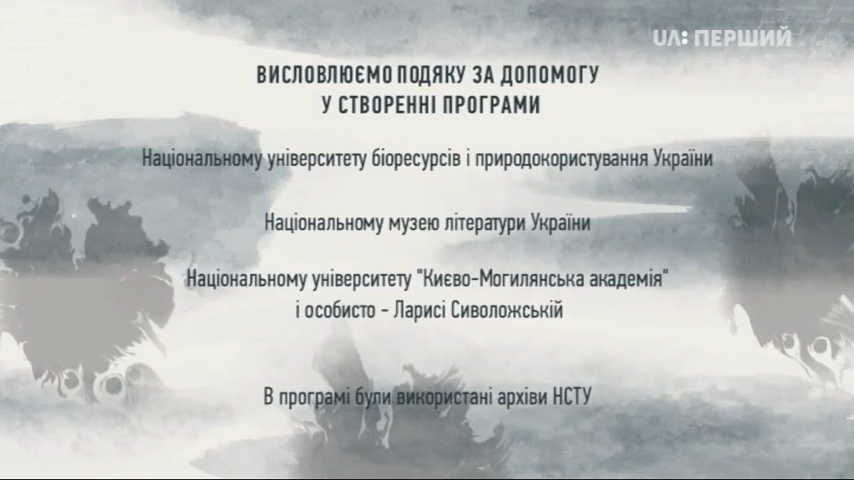 UA: ПЕРШИЙ
ВИСЛОВЛЮЄМО ПОДЯКУ ЗА ДОПОМОГУ
У СТВОРЕННІ ПРОГРАМИ
Національному університету біоресурсів і природокористування України
Національному музею літератури України
Національному університету "Києво-Могилянська академія"
і особисто - Ларисі Сиволожській
В програмі були використані архіви НСТУ